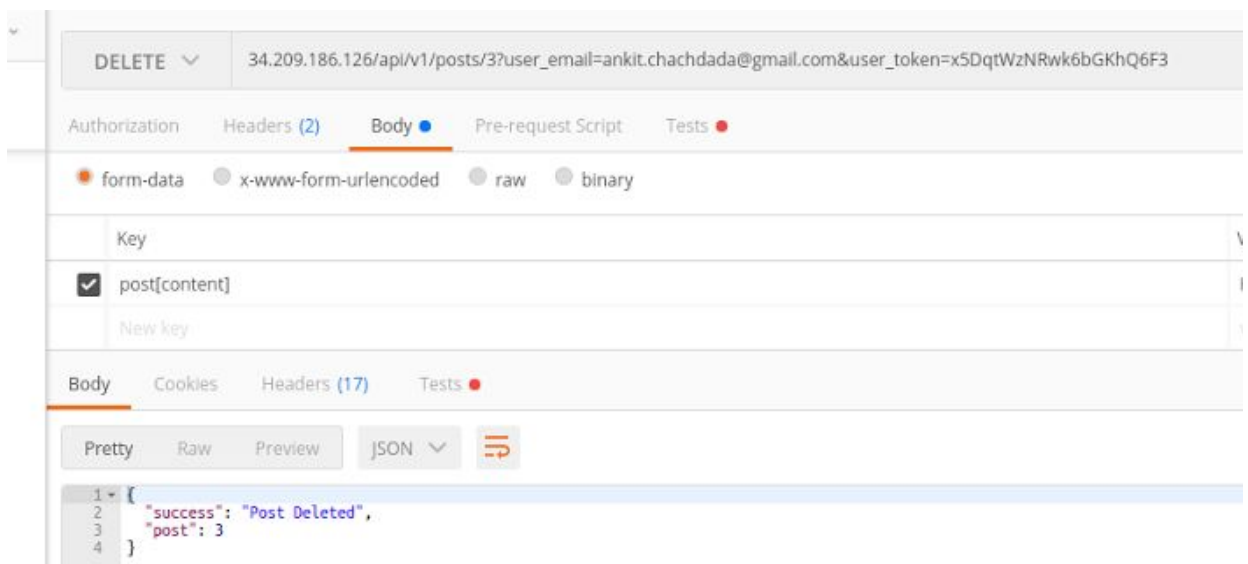 DELETE 34.209.186.126/api/v1/posts/3?user_email=ankit.chachdada@gmail.com&user_token=x5DqtWzNRwk6bGKhQ6F3
Authorization Headers (2) Body Pre-request Script Tests
form-data x-www-form-urlencoded raw binary
Key
post[content]
New key
Body Cookies Headers (17) Tests
Pretty Raw Preview JSON
1 {
2 "success": "Post Deleted",
3 "post": 3
4 }